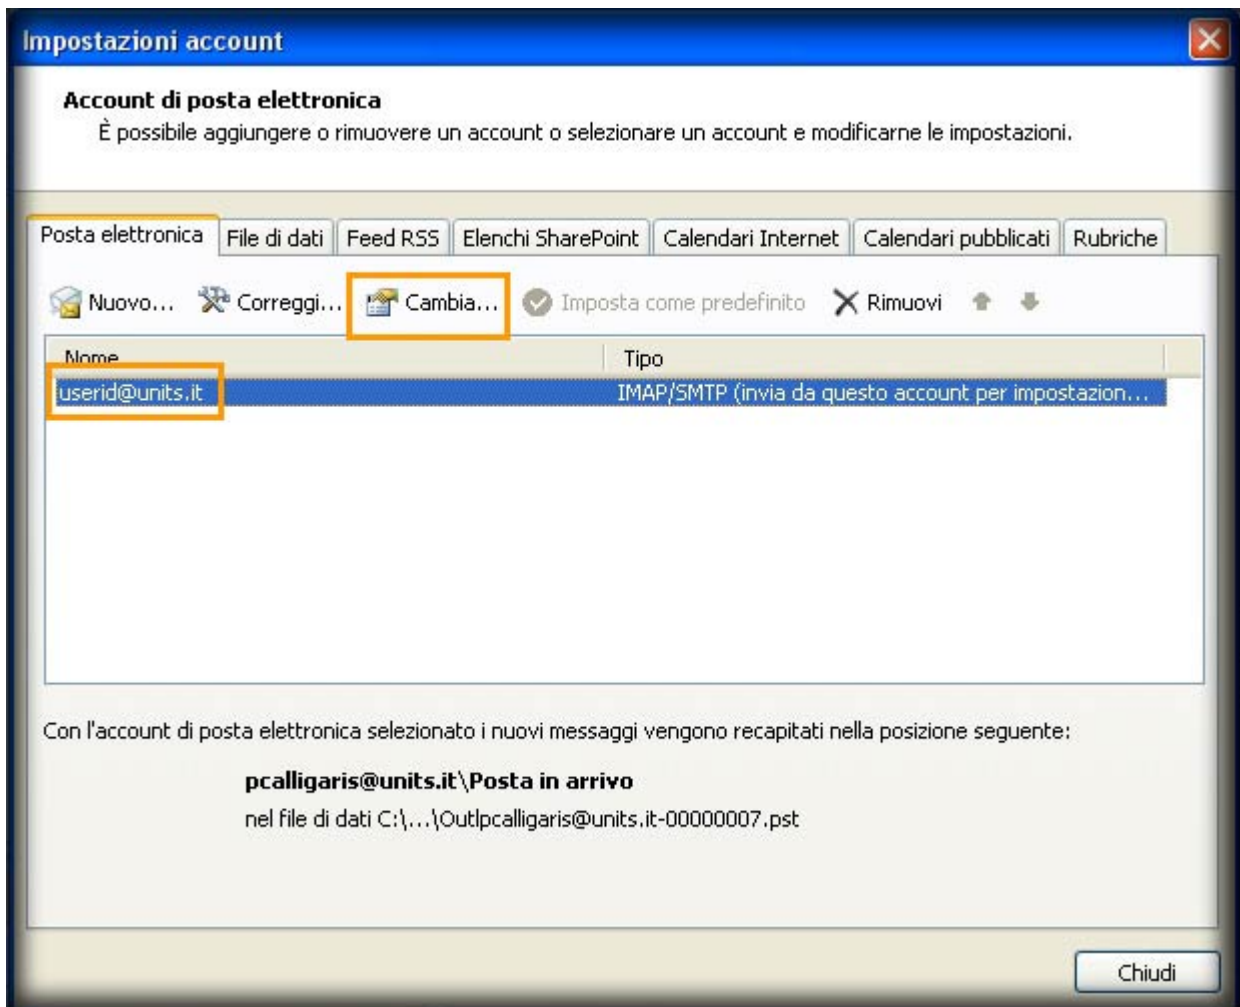 Impostazioni account
Account di posta elettronica
È possibile aggiungere o rimuovere un account o selezionare un account e modificarne le impostazioni.
Posta elettronica File di dati Feed RSS Elenchi SharePoint Calendari Internet Calendari pubblicati Rubriche
Nuovo... Correggi... Cambia... Imposta come predefinito Rimuovi
Nome Tipo
userid@units.it IMAP/SMTP (invia da questo account per impostazion...
Con l'account di posta elettronica selezionato i nuovi messaggi vengono recapitati nella posizione seguente:
pcalligaris@units.it\Posta in arrivo
nel file di dati C:\...\Outlpcalligaris@units.it-00000007.pst
Chiudi